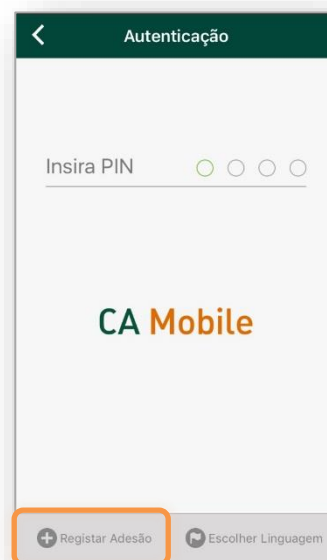 Autenticação
Insira PIN
CA Mobile
Registar Adesão
Escolher Linguagem